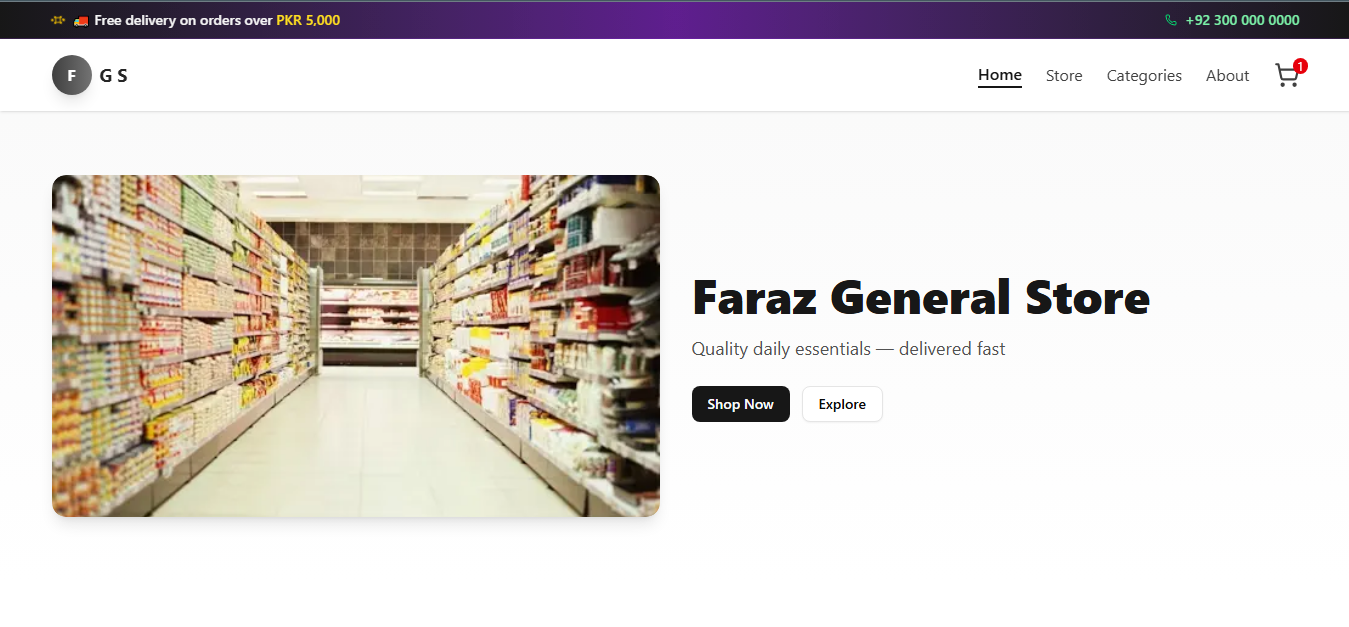 Free delivery on orders over PKR 5,000
+92 300 000 0000
F G S
Home Store Categories About 1
Faraz General Store
Quality daily essentials — delivered fast
Shop Now Explore